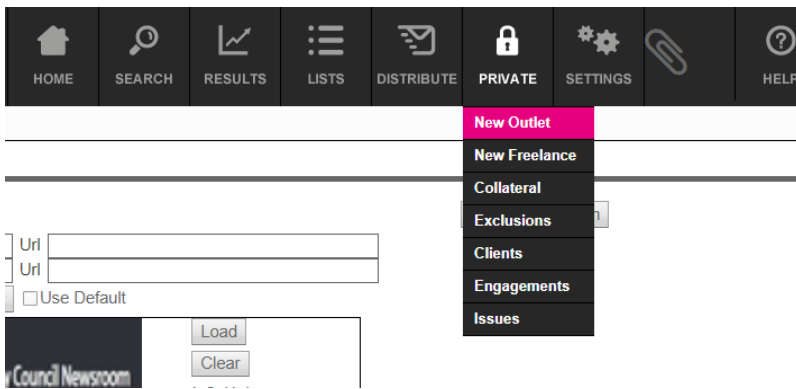 HOME SEARCH RESULTS LISTS DISTRIBUTE PRIVATE SETTINGS HELP
New Outlet
New Freelance
Collateral
Exclusions
Url
Clients
Url
Engagements
Use Default
Issues
Load
Clear
Council Newsroom